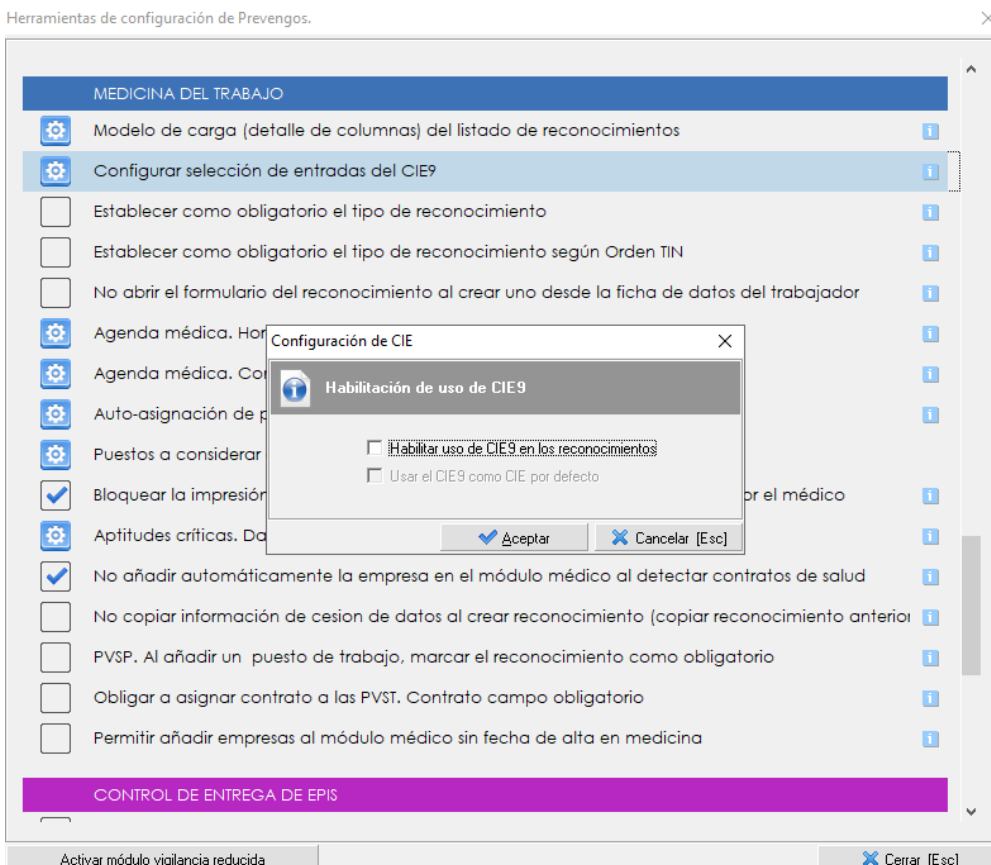 Herramientas de configuración de Prevengos.
MEDICINA DEL TRABAJO
Modelo de carga (detalle de columnas) del listado de reconocimientos
Configurar selección de entradas del CIE9
Establecer como obligatorio el tipo de reconocimiento
Establecer como obligatorio el tipo de reconocimiento según Orden TIN
No abrir el formulario del reconocimiento al crear uno desde la ficha de datos del trabajador
Agenda médica. Hor
Configuración de CIE
Agenda médica. Co
Habilitación de uso de CIE9
Auto-asignación de p
Habilitar uso de CIE9 en los reconocimientos
Puestos a considerar
Usar el CIE9 como CIE por defecto
Bloquear la impresión or el médico
Aptitudes críticas. Da
Aceptar
Cancelar [Esc]
No añadir automáticamente la empresa en el módulo médico al detectar contratos de salud
No copiar información de cesion de datos al crear reconocimiento (copiar reconocimiento anterior
PVSP. Al añadir un puesto de trabajo, marcar el reconocimiento como obligatorio
Obligar a asignar contrato a las PVST. Contrato campo obligatorio
Permitir añadir empresas al módulo médico sin fecha de alta en medicina
CONTROL DE ENTREGA DE EPIS
Activar módulo vigilancia reducida
Cerrar [Esc]